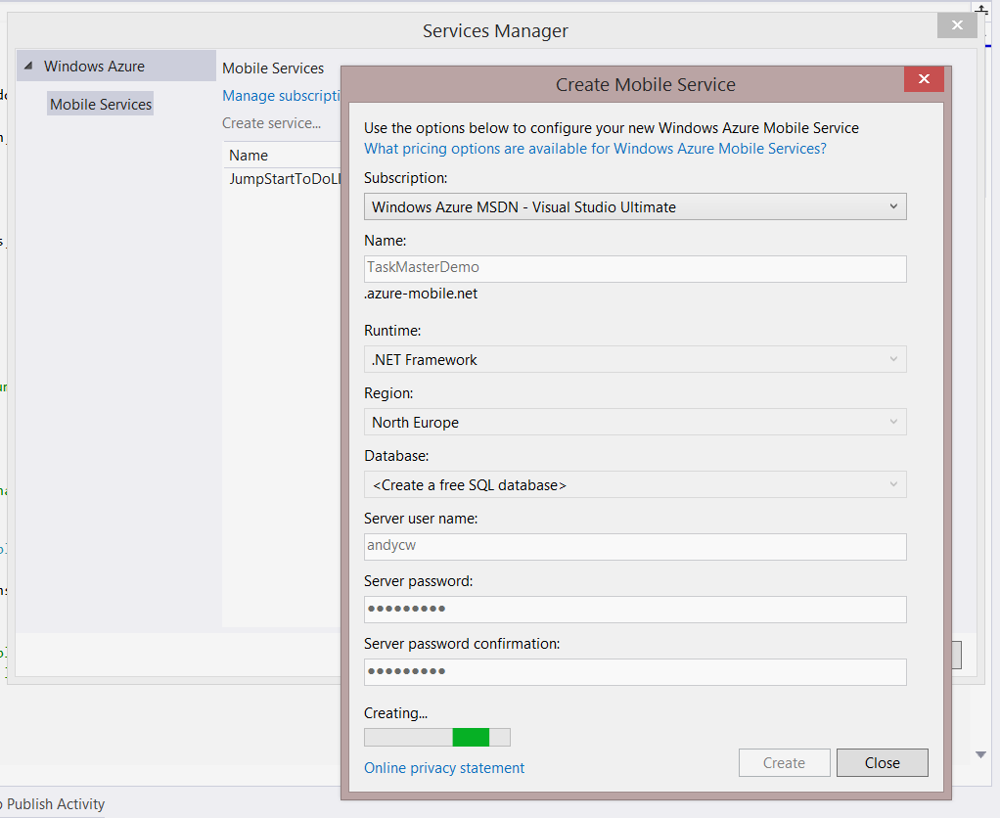 Services Manager
Windows Azure
Mobile Services
Mobile Services
Manage subscripti
Create service...
Name
JumpStartToDoLI
Create Mobile Service
Use the options below to configure your new Windows Azure Mobile Service
What pricing options are available for Windows Azure Mobile Services?
Subscription:
Windows Azure MSDN - Visual Studio Ultimate
Name:
TaskMasterDemo
.azure-mobile.net
Runtime:
.NET Framework
Region:
North Europe
Database:
<Create a free SQL database>
Server user name:
andycw
Server password:
●●●●●●●●●
Server password confirmation:
●●●●●●●●●
Creating...
Online privacy statement
Create
Close
Publish Activity